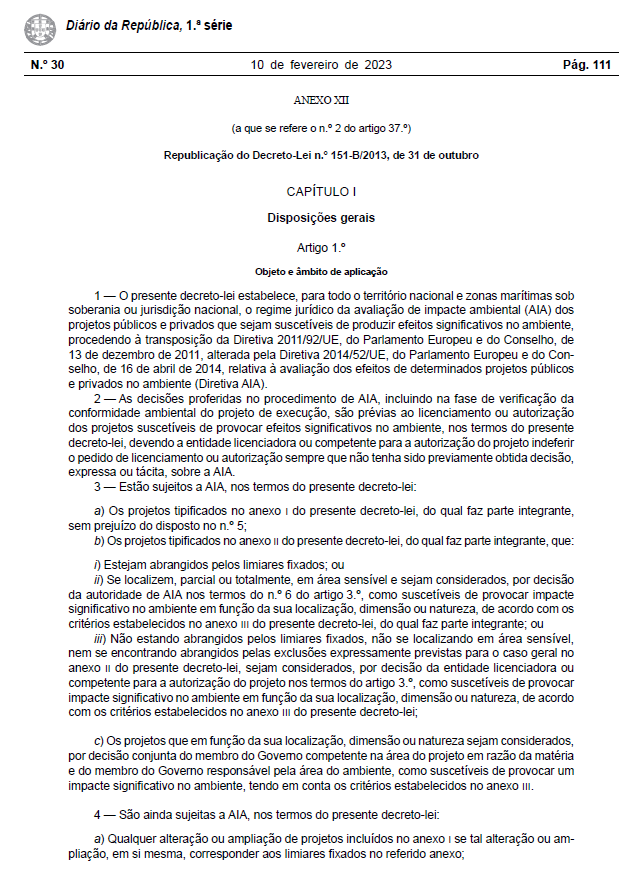 Diário da República, 1.ª série
N.º 30 10 de fevereiro de 2023 Pág. 111
ANEXO XII
(a que se refere o n.º 2 do artigo 37.º)
Republicação do Decreto-Lei n.º 151-B/2013, de 31 de outubro
CAPÍTULO I
Disposições gerais
Artigo 1.º
Objeto e âmbito de aplicação
1 — O presente decreto-lei estabelece, para todo o território nacional e zonas marítimas sob
soberania ou jurisdição nacional, o regime jurídico da avaliação de impacte ambiental (AIA) dos
projetos públicos e privados que sejam suscetíveis de produzir efeitos significativos no ambiente,
procedendo à transposição da Diretiva 2011/92/UE, do Parlamento Europeu e do Conselho, de
13 de dezembro de 2011, alterada pela Diretiva 2014/52/UE, do Parlamento Europeu e do Con-
selho, de 16 de abril de 2014, relativa à avaliação dos efeitos de determinados projetos públicos
e privados no ambiente (Diretiva AIA).
2 — As decisões proferidas no procedimento de AIA, incluindo na fase de verificação da
conformidade ambiental do projeto de execução, são prévias ao licenciamento ou autorização
dos projetos suscetíveis de provocar efeitos significativos no ambiente, nos termos do presente
decreto-lei, devendo a entidade licenciadora ou competente para a autorização do projeto indeferir
o pedido de licenciamento ou autorização sempre que não tenha sido previamente obtida decisão,
expressa ou tácita, sobre a AIA.
3 — Estão sujeitos a AIA, nos termos do presente decreto-lei:
a) Os projetos tipificados no anexo I do presente decreto-lei, do qual faz parte integrante,
sem prejuízo do disposto no n.º 5;
b) Os projetos tipificados no anexo II do presente decreto-lei, do qual faz parte integrante, que:
i) Estejam abrangidos pelos limiares fixados; ou
ii) Se localizem, parcial ou totalmente, em área sensível e sejam considerados, por decisão
da autoridade de AIA nos termos do n.º 6 do artigo 3.º, como suscetíveis de provocar impacte
significativo no ambiente em função da sua localização, dimensão ou natureza, de acordo com os
critérios estabelecidos no anexo III do presente decreto-lei, do qual faz parte integrante; ou
iii) Não estando abrangidos pelos limiares fixados, não se localizando em área sensível,
nem se encontrando abrangidos pelas exclusões expressamente previstas para o caso geral no
anexo II do presente decreto-lei, sejam considerados, por decisão da entidade licenciadora ou
competente para a autorização do projeto nos termos do artigo 3.º, como suscetíveis de provocar
impacte significativo no ambiente em função da sua localização, dimensão ou natureza, de acordo
com os critérios estabelecidos no anexo III do presente decreto-lei;
c) Os projetos que em função da sua localização, dimensão ou natureza sejam considerados,
por decisão conjunta do membro do Governo competente na área do projeto em razão da matéria
e do membro do Governo responsável pela área do ambiente, como suscetíveis de provocar um
impacte significativo no ambiente, tendo em conta os critérios estabelecidos no anexo III.
4 — São ainda sujeitas a AIA, nos termos do presente decreto-lei:
a) Qualquer alteração ou ampliação de projetos incluídos no anexo I se tal alteração ou am-
pliação, em si mesma, corresponder aos limiares fixados no referido anexo;